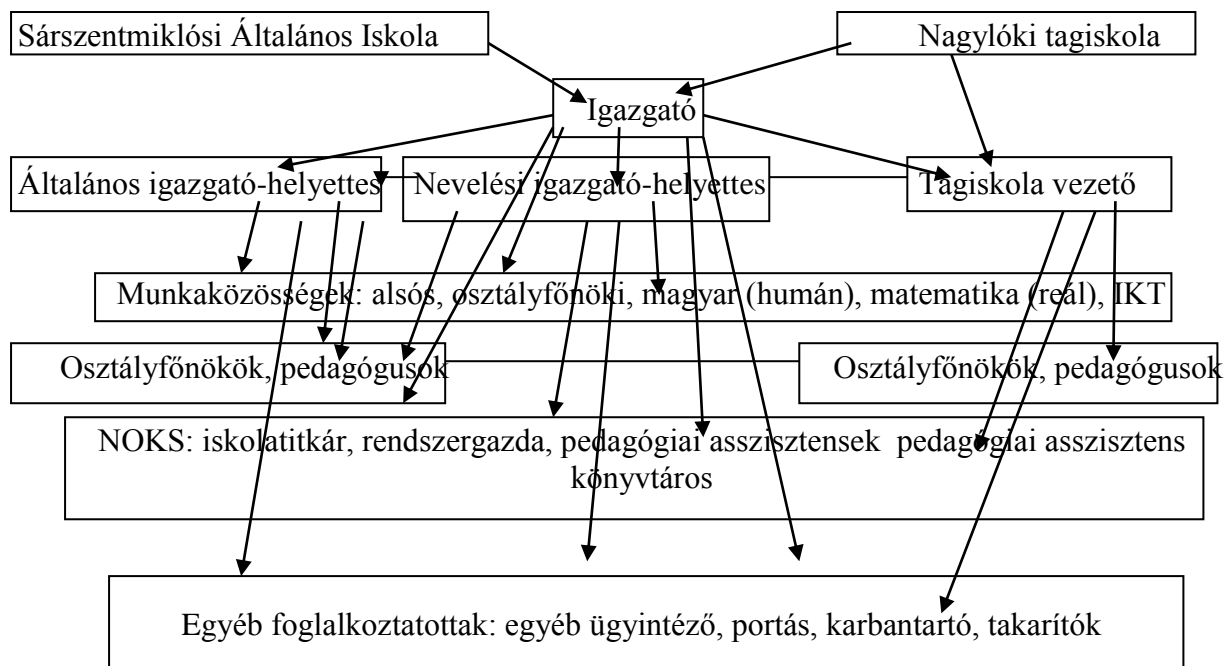 Sárszentmiklósi Általános Iskola
Nagylóki tagiskola
Igazgató
Általános igazgató-helyettes
Nevelési igazgató-helyettes
Tagiskola vezető
Munkaközösségek: alsós, osztályfőnöki, magyar (humán), matematika (reál), IKT
Osztályfőnökök, pedagógusok
Osztályfőnökök, pedagógusok
NOKS: iskolatitkár, rendszergazda, pedagógiai asszisztensek pedagógiai asszisztens
könyvtáros
Egyéb foglalkoztatottak: egyéb ügyintéző, portás, karbantartó, takarítók